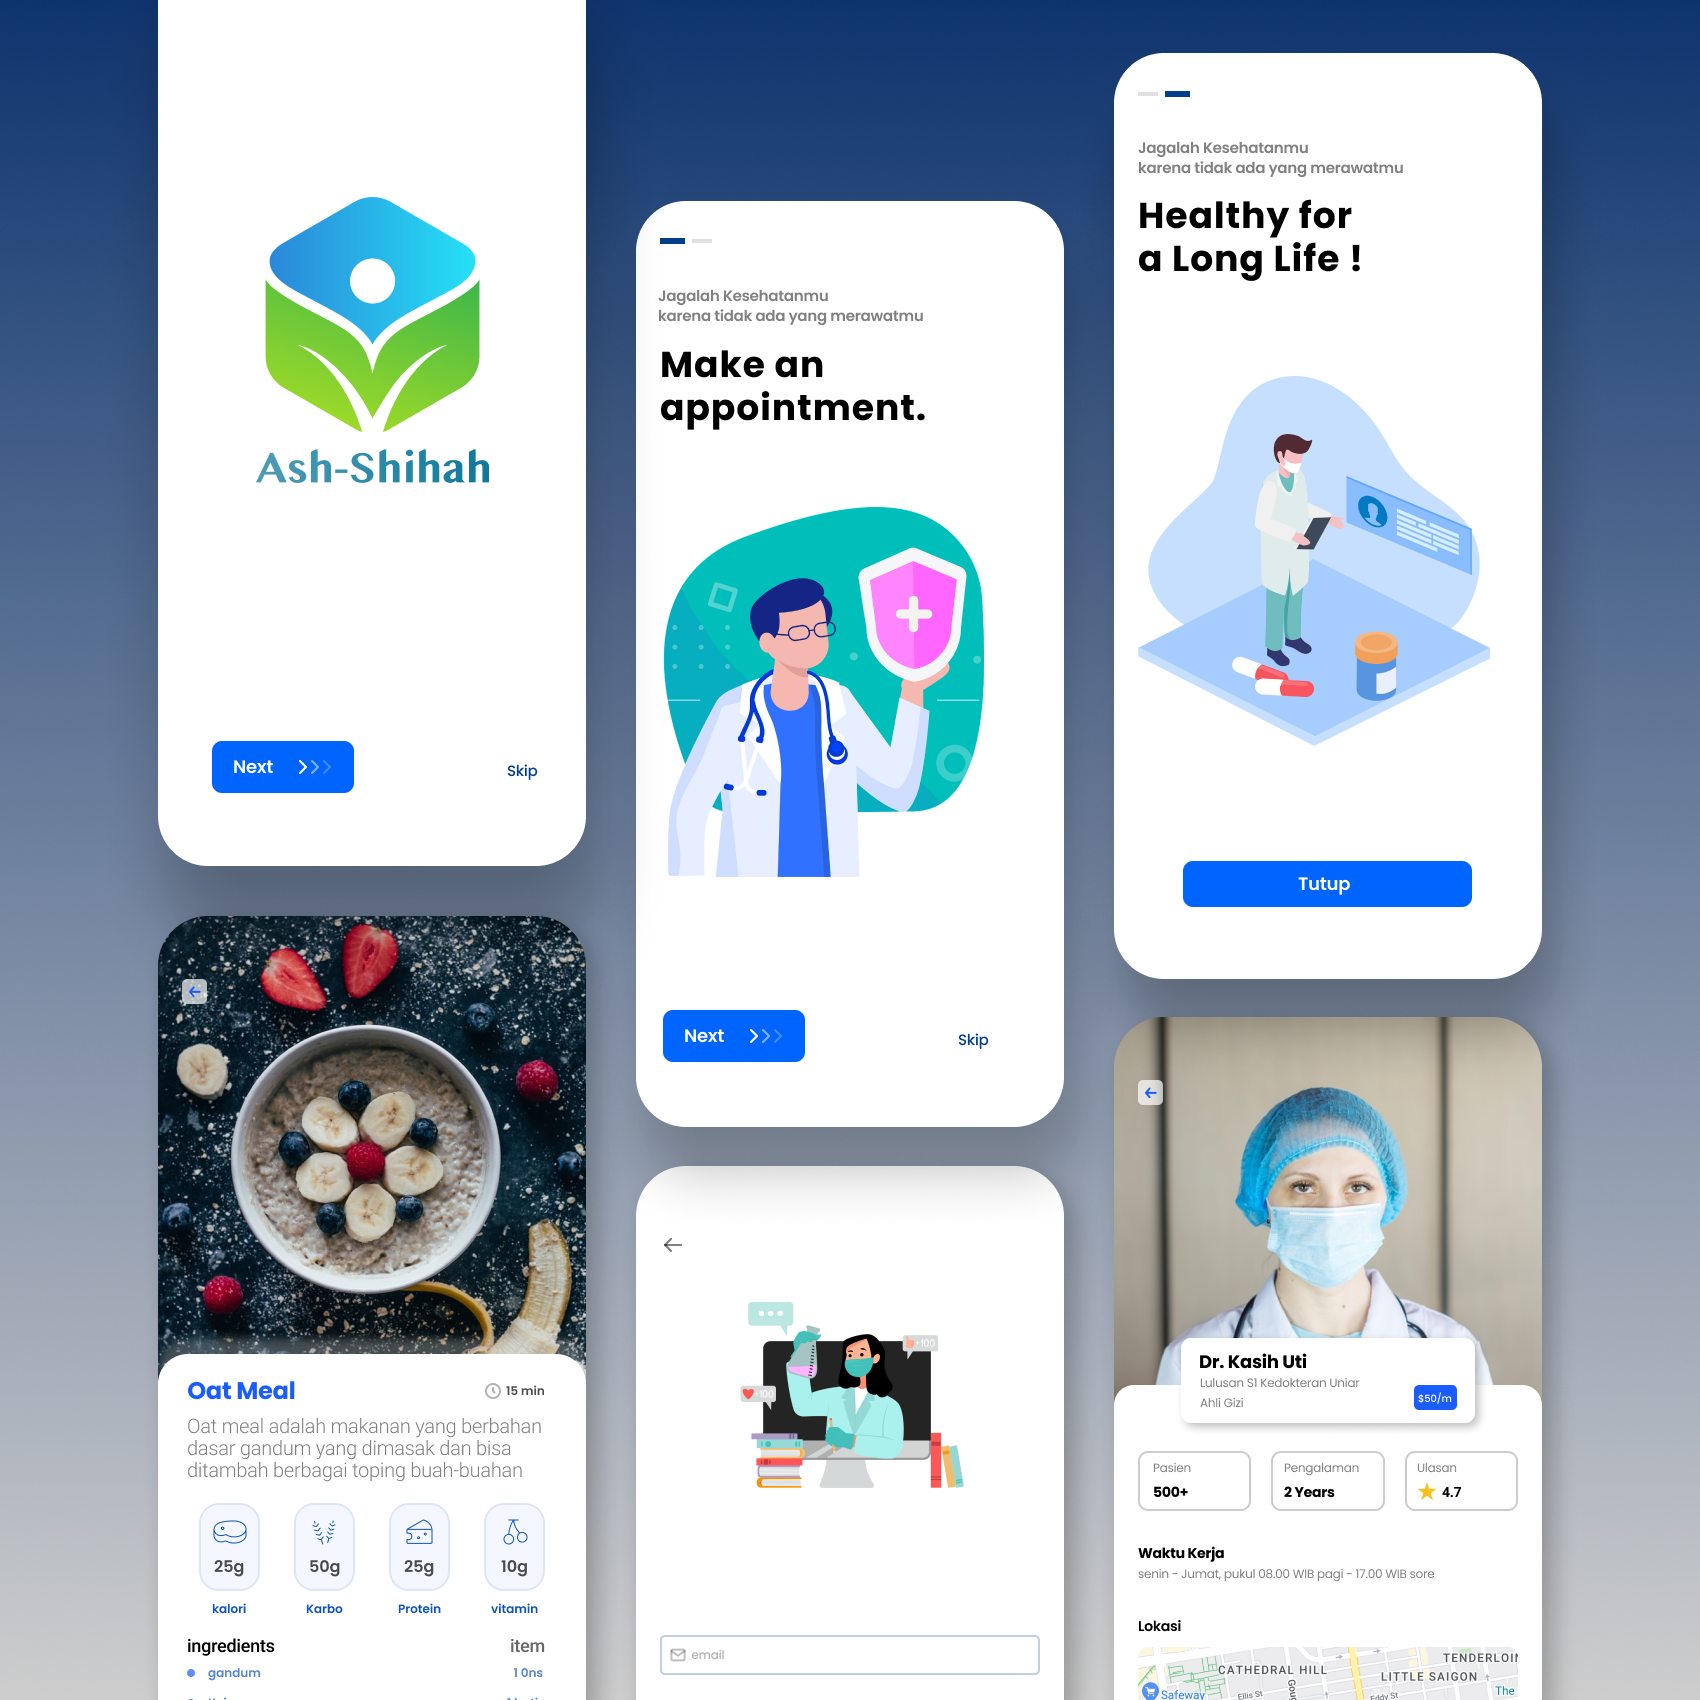 Ash-Shihah
Next
Skip
Jagalah Kesehatanmu
karena tidak ada yang merawatmu
Make an
appointment.
Next
Skip
Jagalah Kesehatanmu
karena tidak ada yang merawatmu
Healthy for
a Long Life !
Tutup
Oat Meal
15 min
Oat meal adalah makanan yang berbahan
dasar gandum yang dimasak dan bisa
ditambah berbagai toping buah-buahan
25g
50g
25g
10g
kalori
Karbo
Protein
vitamin
ingredients
item
gandum
1 0ns
+100
+100
email
Dr. Kasih Uti
Lulusan S1 Kedokteran Uniar
Ahli Gizi
$50/m
Pasien
500+
Pengalaman
2 Years
Ulasan
4.7
Waktu Kerja
senin - Jumat, pukul 08.00 WIB pagi - 17.00 WIB sore
Lokasi
TENDERLOIN
CATHEDRAL HILL
LITTLE SAIGON
Safeway
Ellis St
Eddy St
The